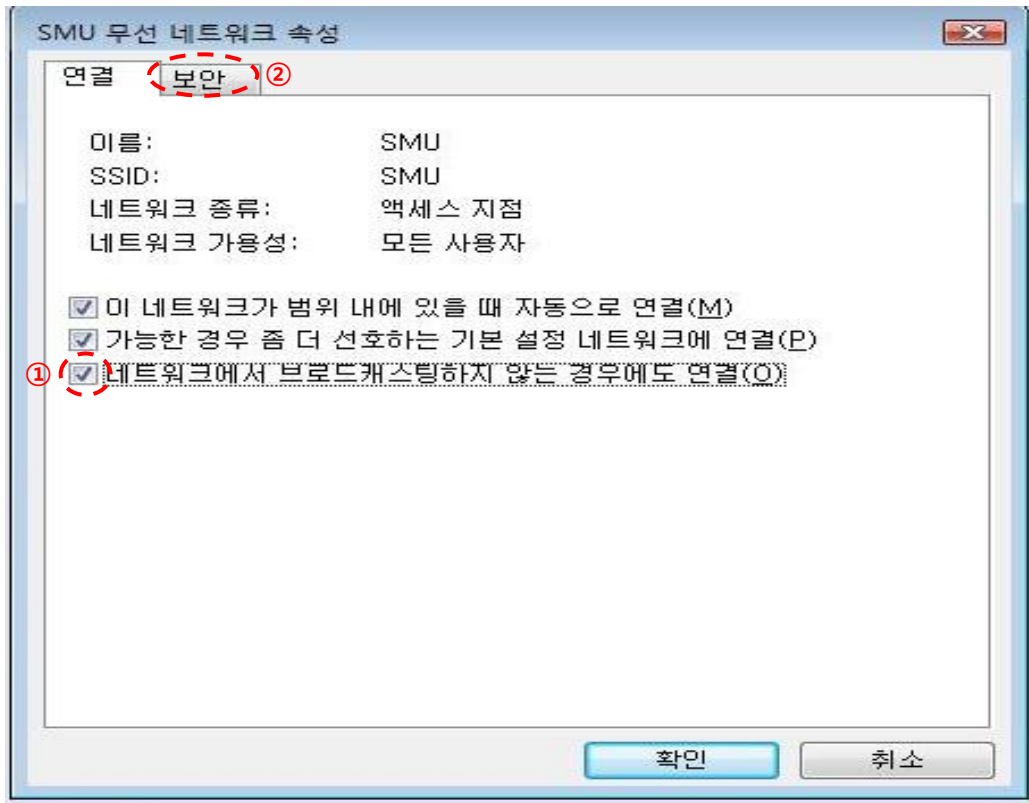 SMU 무선 네트워크 속성
연결 보안 ②
이름: SMU
SSID: SMU
네트워크 종류: 액세스 지점
네트워크 가용성: 모든 사용자
이 네트워크가 범위 내에 있을 때 자동으로 연결(M)
가능한 경우 좀 더 선호하는 기본 설정 네트워크에 연결(P)
① 네트워크에서 브로드캐스팅하지 않는 경우에도 연결(O)
확인 취소